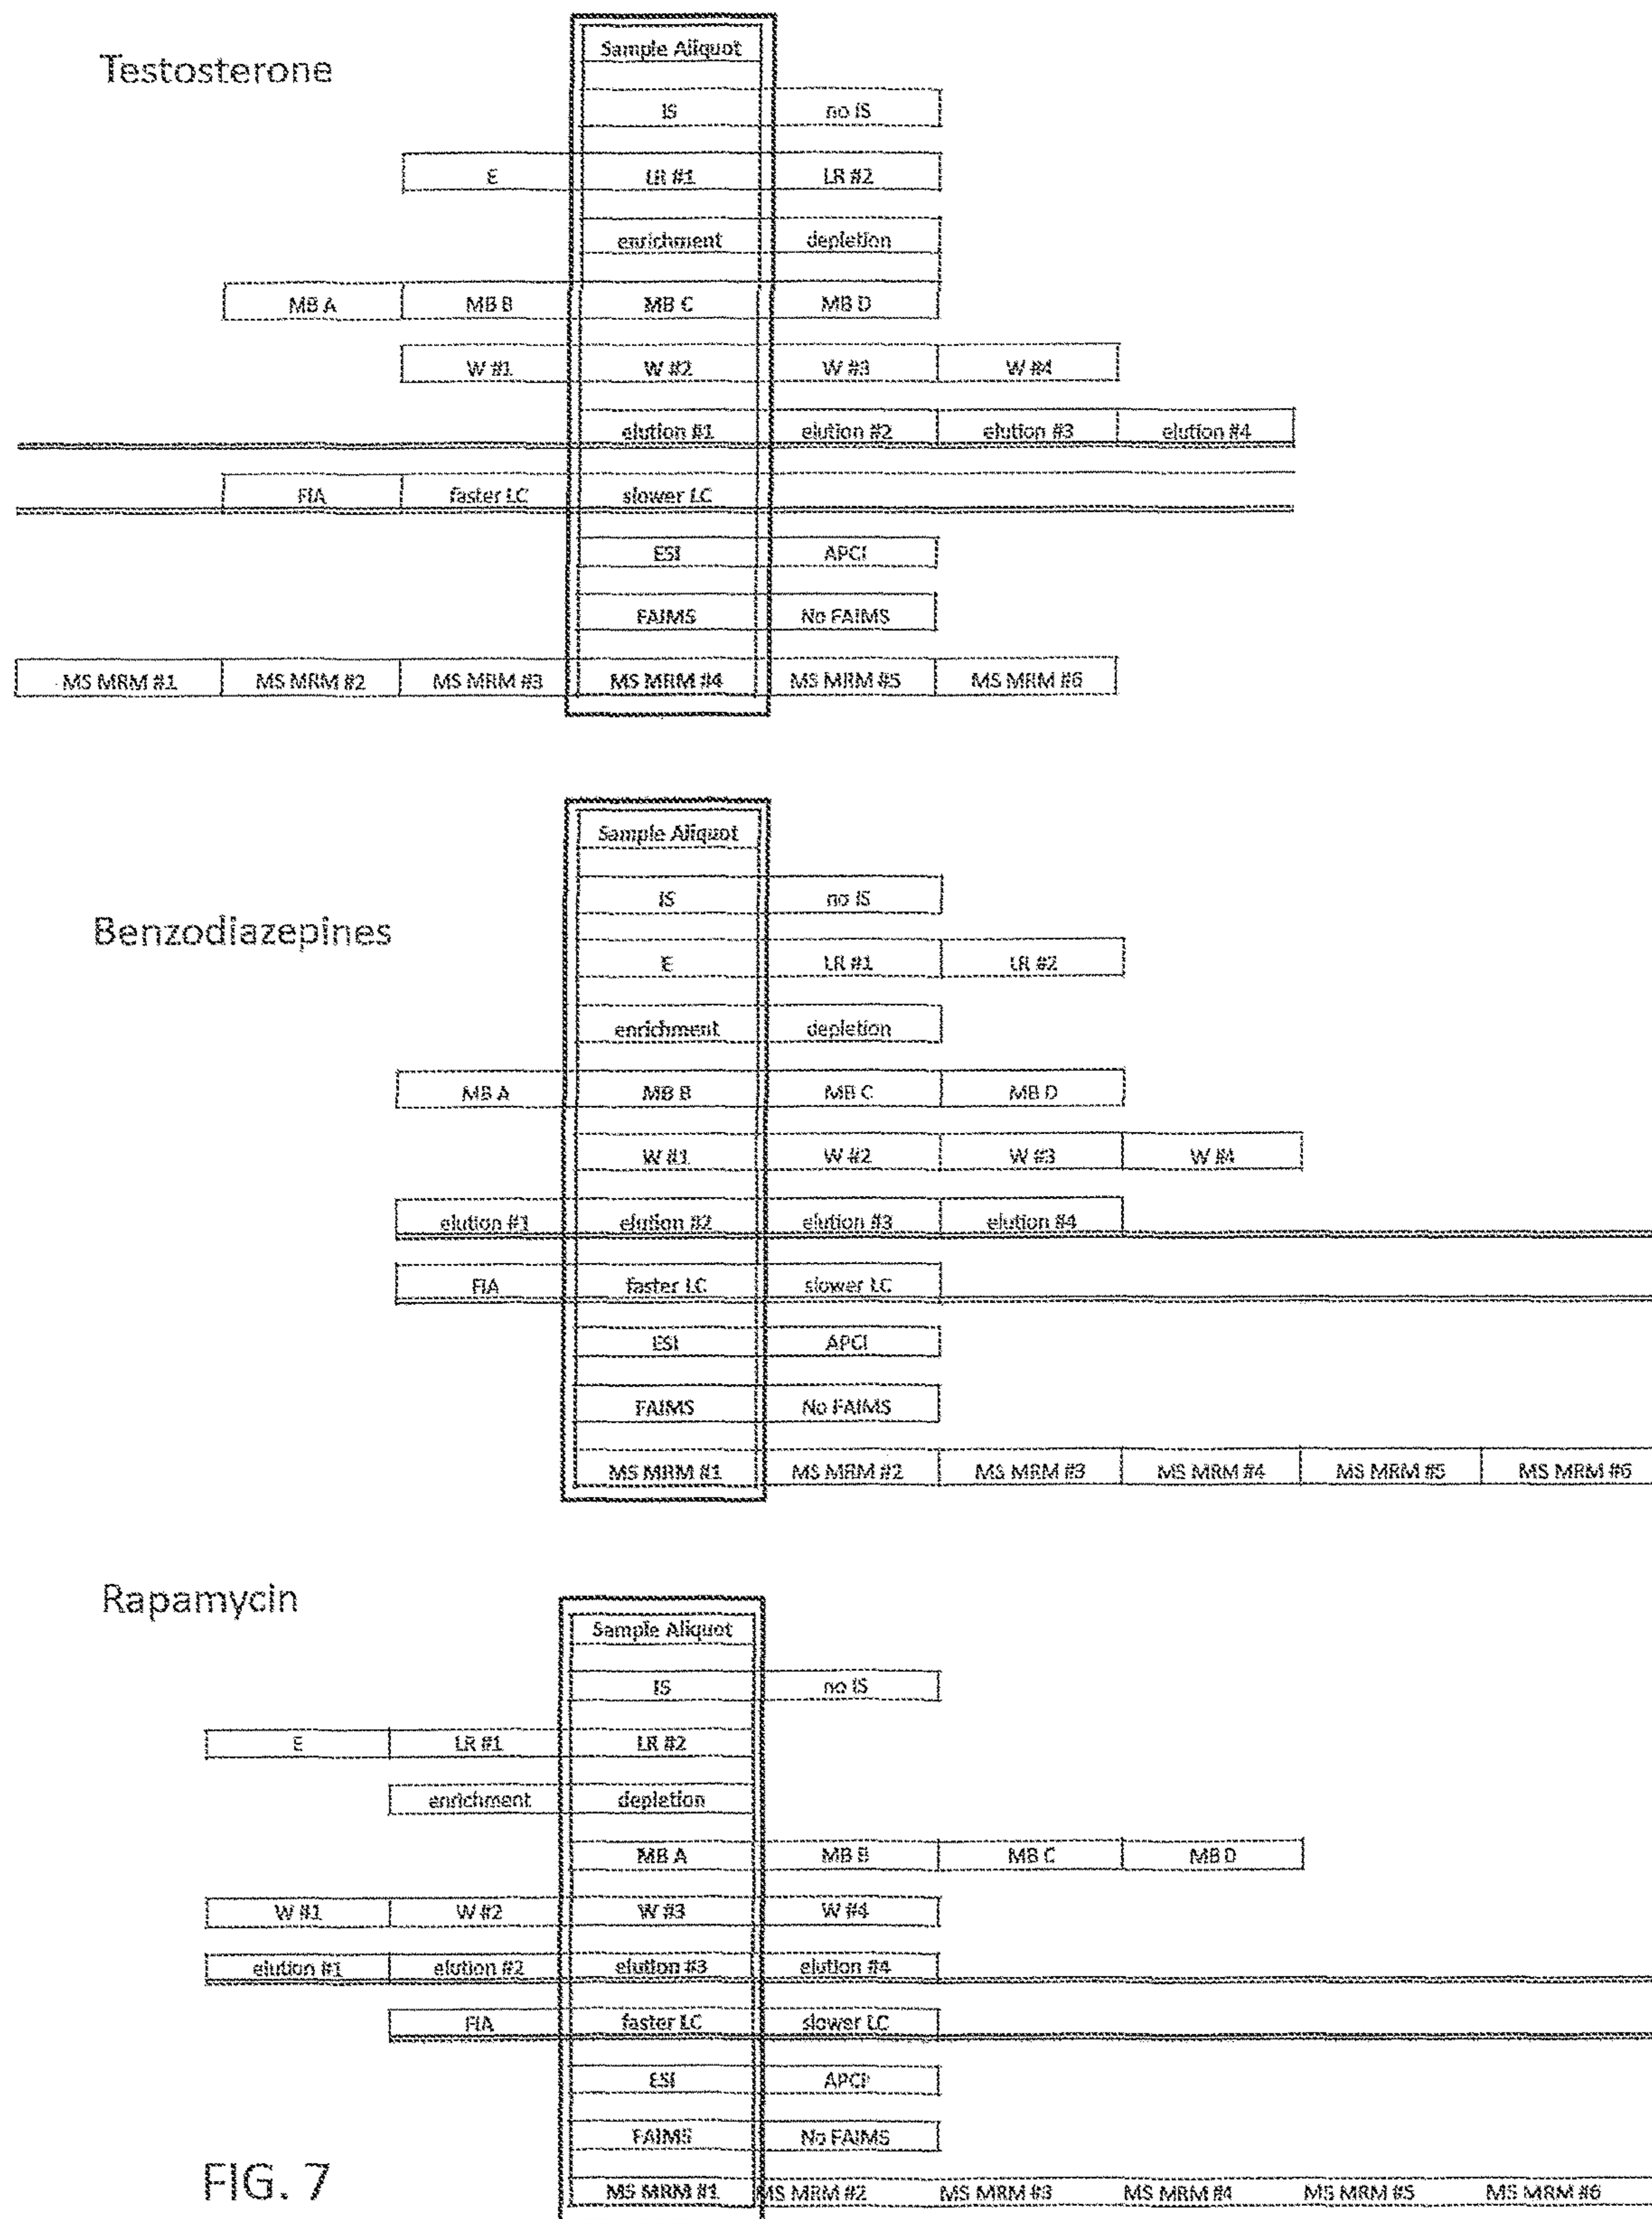 Testosterone
Sample Aliquot
IS no IS
E LR #1 LR #2
enrichment depletion
MB A MB B MB C MB D
W #1 W #2 W #3 W #4
elution #1 elution #2 elution #3 elution #4
FIA faster LC slower LC
ESI APCI
FAIMS No FAIMS
MS MRM #1 MS MRM #2 MS MRM #3 MS MRM #4 MS MRM #5 MS MRM #6
Benzodiazepines
Sample Aliquot
IS no IS
E LR #1 LR #2
enrichment depletion
MB A MB B MB C MB D
W #1 W #2 W #3 W #4
elution #1 elution #2 elution #3 elution #4
FIA faster LC slower LC
ESI APCI
FAIMS No FAIMS
MS MRM #1 MS MRM #2 MS MRM #3 MS MRM #4 MS MRM #5 MS MRM #6
Rapamycin
Sample Aliquot
IS no IS
E LR #1 LR #2
enrichment depletion
MB A MB B MB C MB D
W #1 W #2 W #3 W #4
elution #1 elution #2 elution #3 elution #4
FIA faster LC slower LC
ESI APCI
FAIMS No FAIMS
MS MRM #1 MS MRM #2 MS MRM #3 MS MRM #4 MS MRM #5 MS MRM #6
FIG. 7